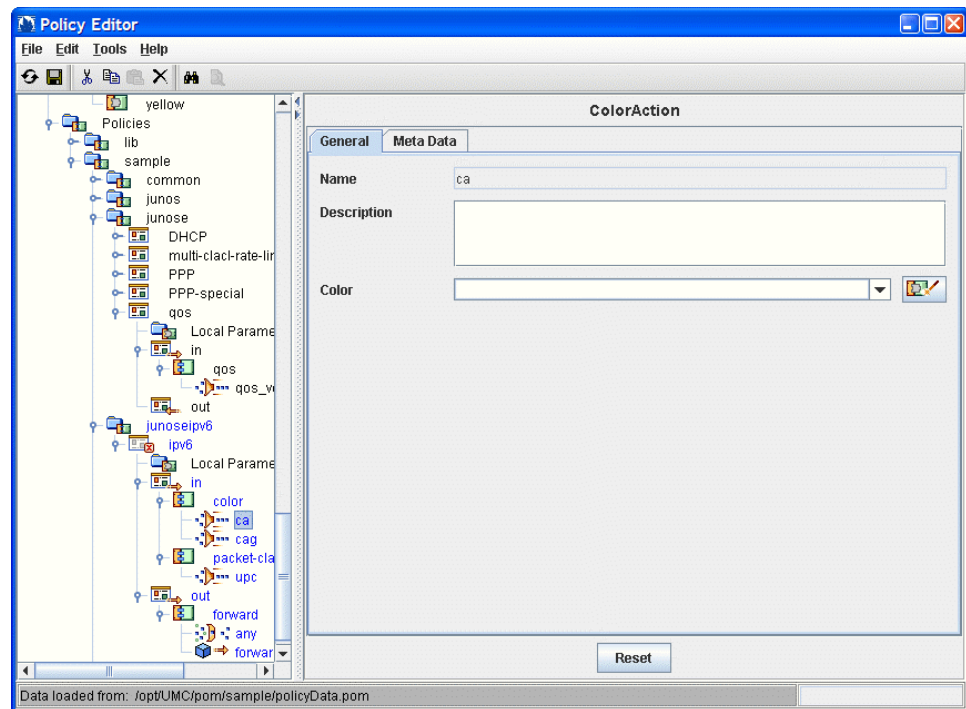 Policy Editor
File Edit Tools Help
yellow
Policies
lib
sample
common
junos
junose
DHCP
multi-clacl-rate-lir
PPP
PPP-special
qos
Local Parame
in
qos
qos_v
out
junoseipv6
ipv6
Local Parame
in
color
ca
cag
packet-cla
upc
out
forward
any
forwar
ColorAction
General Meta Data
Name ca
Description
Color
Reset
Data loaded from: /opt/UMC/pom/sample/policyData.pom